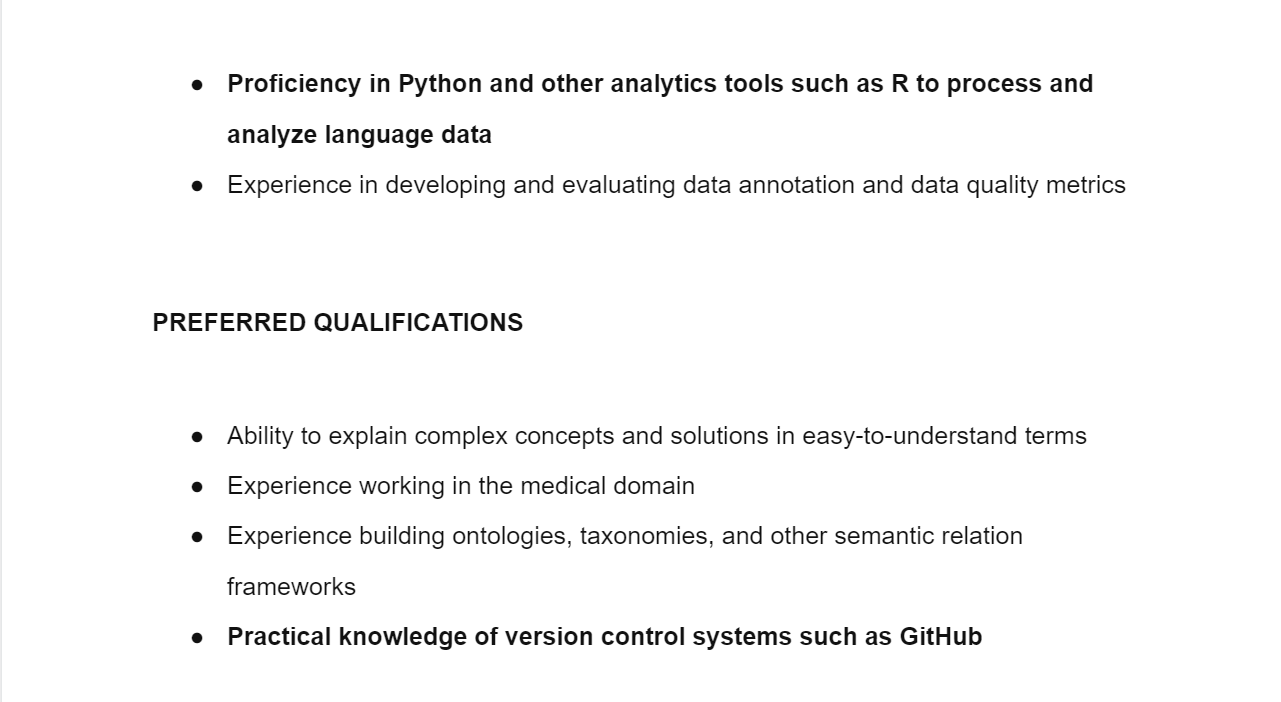 ● Proficiency in Python and other analytics tools such as R to process and
analyze language data
● Experience in developing and evaluating data annotation and data quality metrics
PREFERRED QUALIFICATIONS
● Ability to explain complex concepts and solutions in easy-to-understand terms
● Experience working in the medical domain
● Experience building ontologies, taxonomies, and other semantic relation
frameworks
● Practical knowledge of version control systems such as GitHub